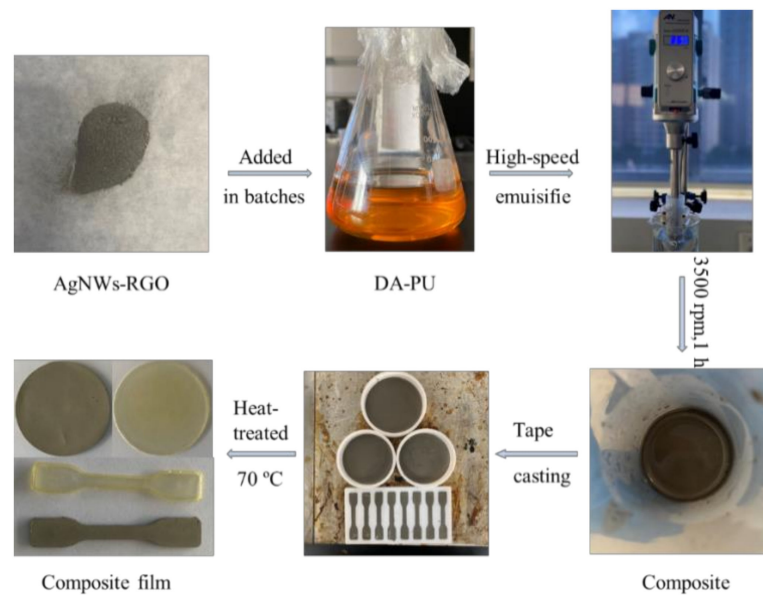 AgNWs-RGO
Added
in batches
DA-PU
High-speed
emuisifie
3500 rpm,1 h
Composite
Tape
casting
Heat-
treated
70 ºC
Composite film